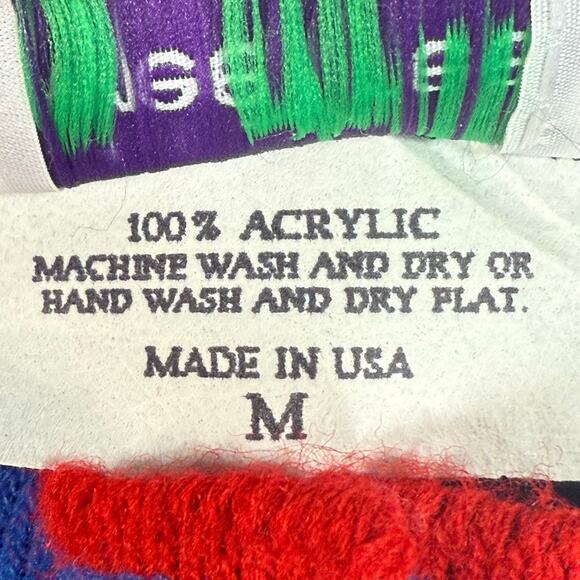 100% ACRYLIC
MACHINE WASH AND DRY OR
HAND WASH AND DRY FLAT.
MADE IN USA
M